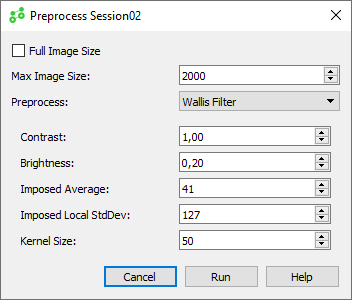 Preprocess Session02
Full Image Size
Max Image Size: 2000
Preprocess: Wallis Filter
Contrast: 1,00
Brightness: 0,20
Imposed Average: 41
Imposed Local StdDev: 127
Kernel Size: 50
Cancel Run Help